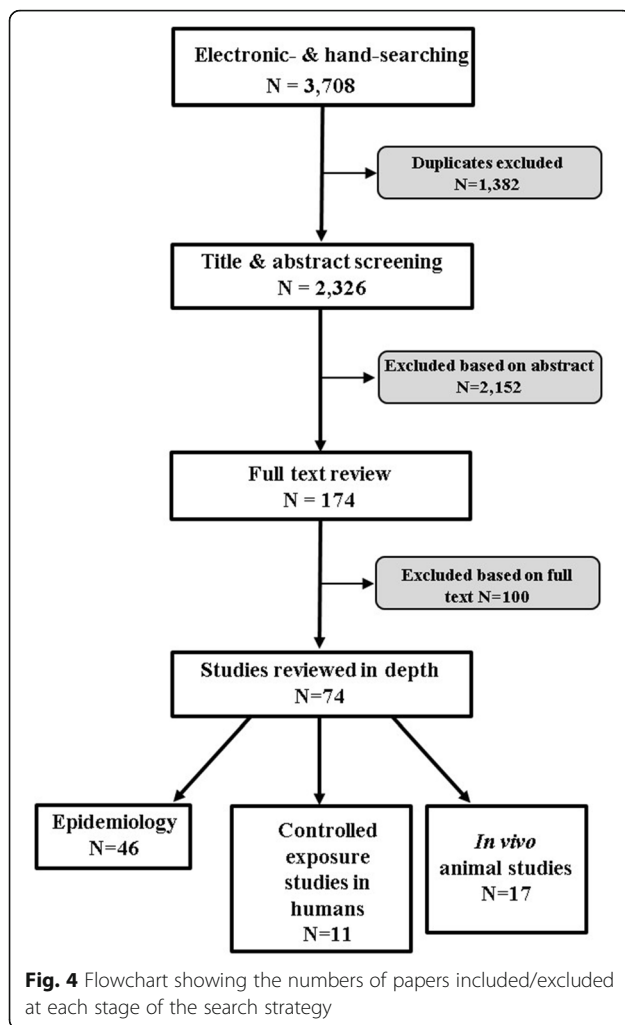 Electronic- & hand-searching
N = 3,708
Duplicates excluded
N=1,382
Title & abstract screening
N = 2,326
Excluded based on abstract
N=2,152
Full text review
N = 174
Excluded based on full
text N=100
Studies reviewed in depth
N=74
Epidemiology
N=46
Controlled
exposure
studies in
humans
N=11
In vivo
animal studies
N=17
Fig. 4 Flowchart showing the numbers of papers included/excluded
at each stage of the search strategy